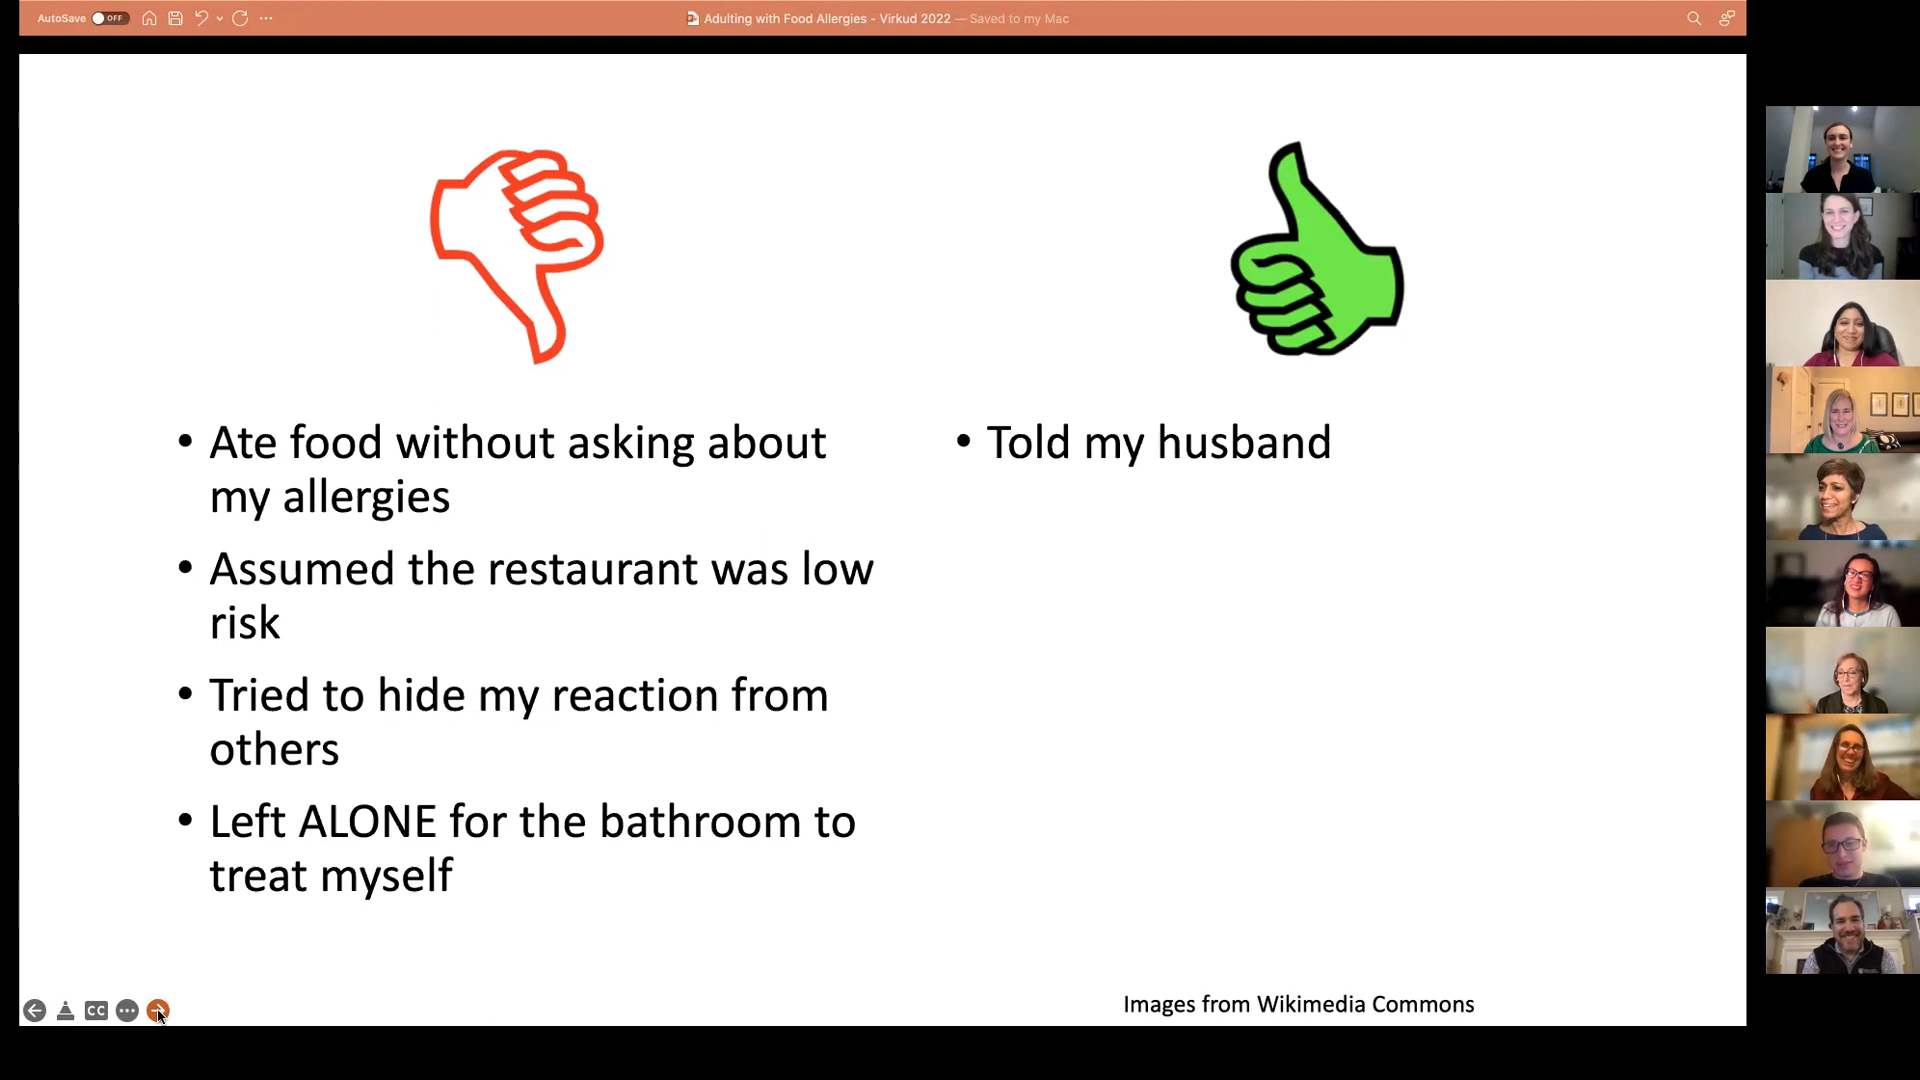 AutoSave OFF
Adulting with Food Allergies - Virkud 2022 — Saved to my Mac
• Ate food without asking about
my allergies
• Assumed the restaurant was low
risk
• Tried to hide my reaction from
others
• Left ALONE for the bathroom to
treat myself
• Told my husband
Images from Wikimedia Commons
CC